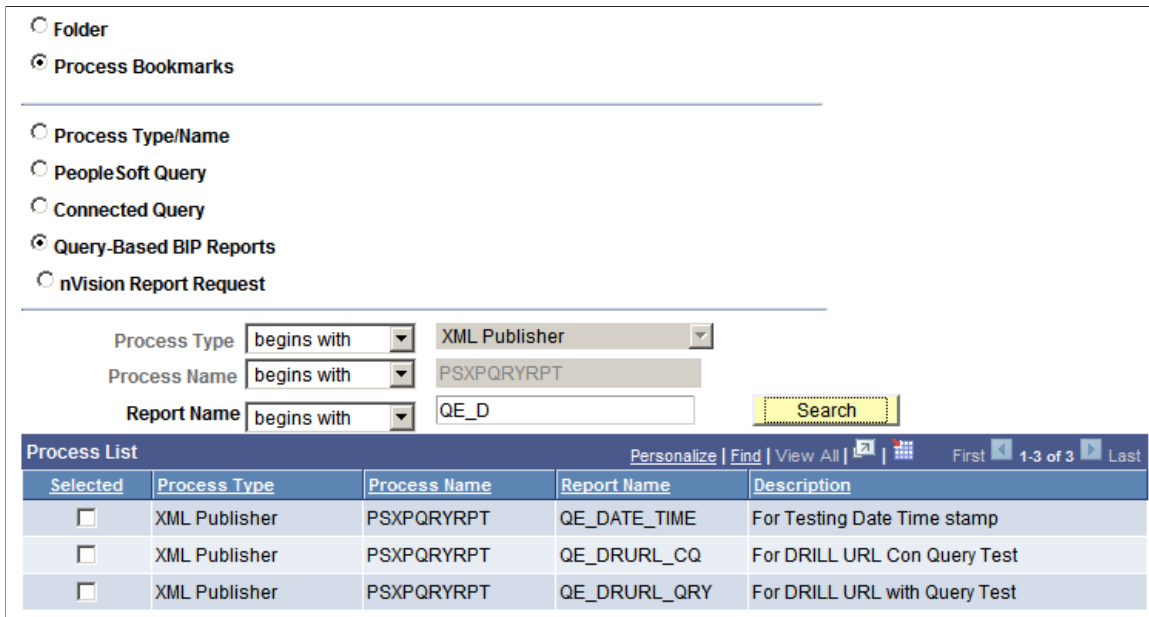 Folder
Process Bookmarks
Process Type/Name
PeopleSoft Query
Connected Query
Query-Based BIP Reports
nVision Report Request
Process Type begins with XML Publisher
Process Name begins with PSXPQRYRPT
Report Name begins with QE_D Search
Process List Personalize | Find | View All | | First 1-3 of 3 Last
Selected Process Type Process Name Report Name Description
XML Publisher PSXPQRYRPT QE_DATE_TIME For Testing Date Time stamp
XML Publisher PSXPQRYRPT QE_DRURL_CQ For DRILL URL Con Query Test
XML Publisher PSXPQRYRPT QE_DRURL_QRY For DRILL URL with Query Test